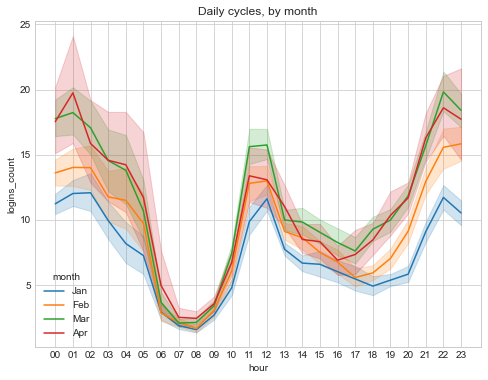 Daily cycles, by month
25
20
15
10
5
logins_count
month
Jan
Feb
Mar
Apr
00 01 02 03 04 05 06 07 08 09 10 11 12 13 14 15 16 17 18 19 20 21 22 23
hour